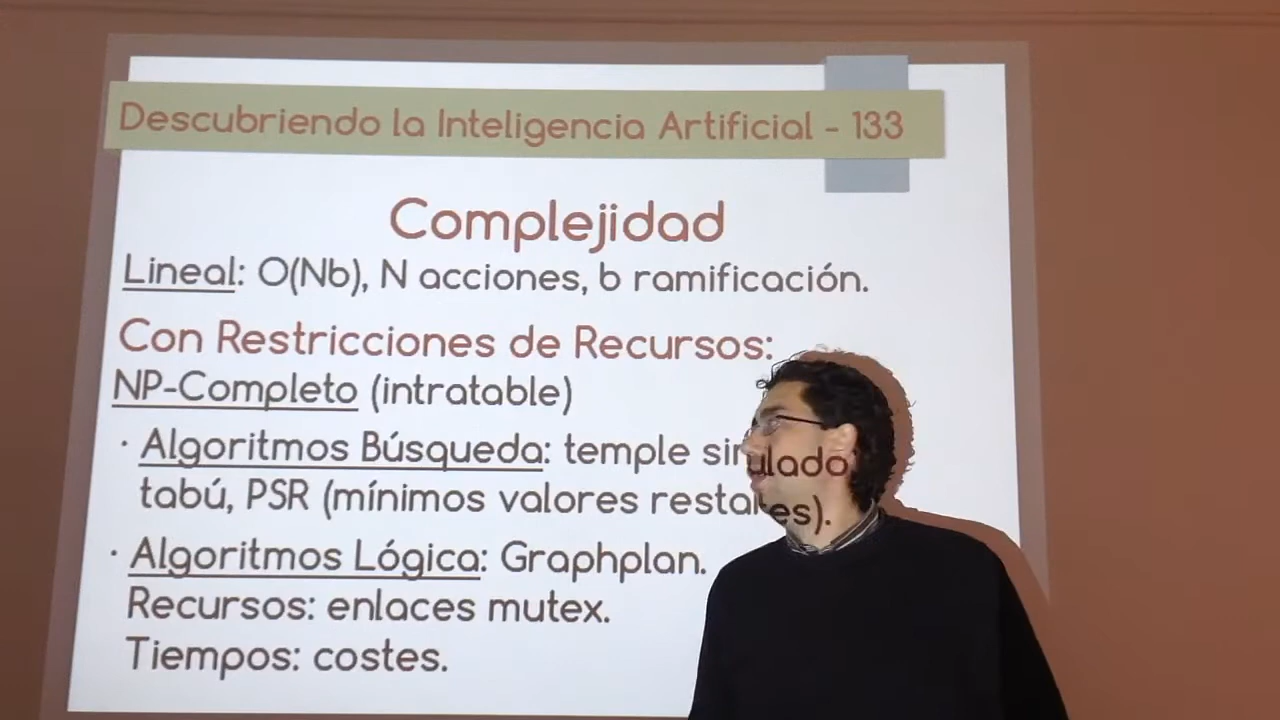 Descubriendo la Inteligencia Artificial - 133
Complejidad
Lineal: O(Nb), N acciones, b ramificación.
Con Restricciones de Recursos:
NP-Completo (intratable)
· Algoritmos Búsqueda: temple simulado,
tabú, PSR (mínimos valores restantes).
· Algoritmos Lógica: Graphplan.
Recursos: enlaces mutex.
Tiempos: costes.